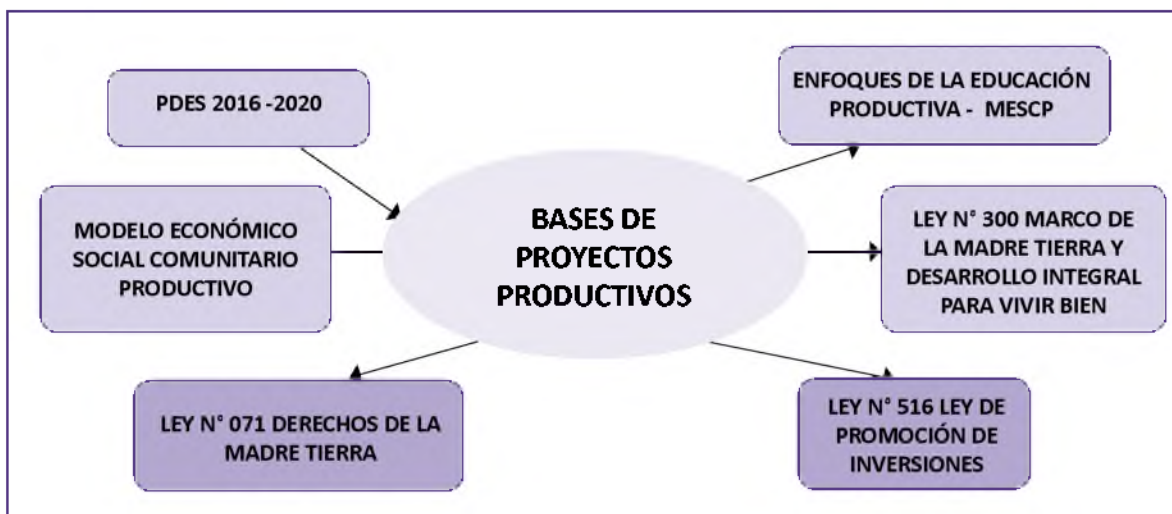 PDES 2016 -2020
ENFOQUES DE LA EDUCACIÓN
PRODUCTIVA - MESCP
MODELO ECONÓMICO
SOCIAL COMUNITARIO
PRODUCTIVO
BASES DE
PROYECTOS
PRODUCTIVOS
LEY N° 300 MARCO DE
LA MADRE TIERRA Y
DESARROLLO INTEGRAL
PARA VIVIR BIEN
LEY N° 071 DERECHOS DE LA
MADRE TIERRA
LEY N° 516 LEY DE
PROMOCIÓN DE
INVERSIONES